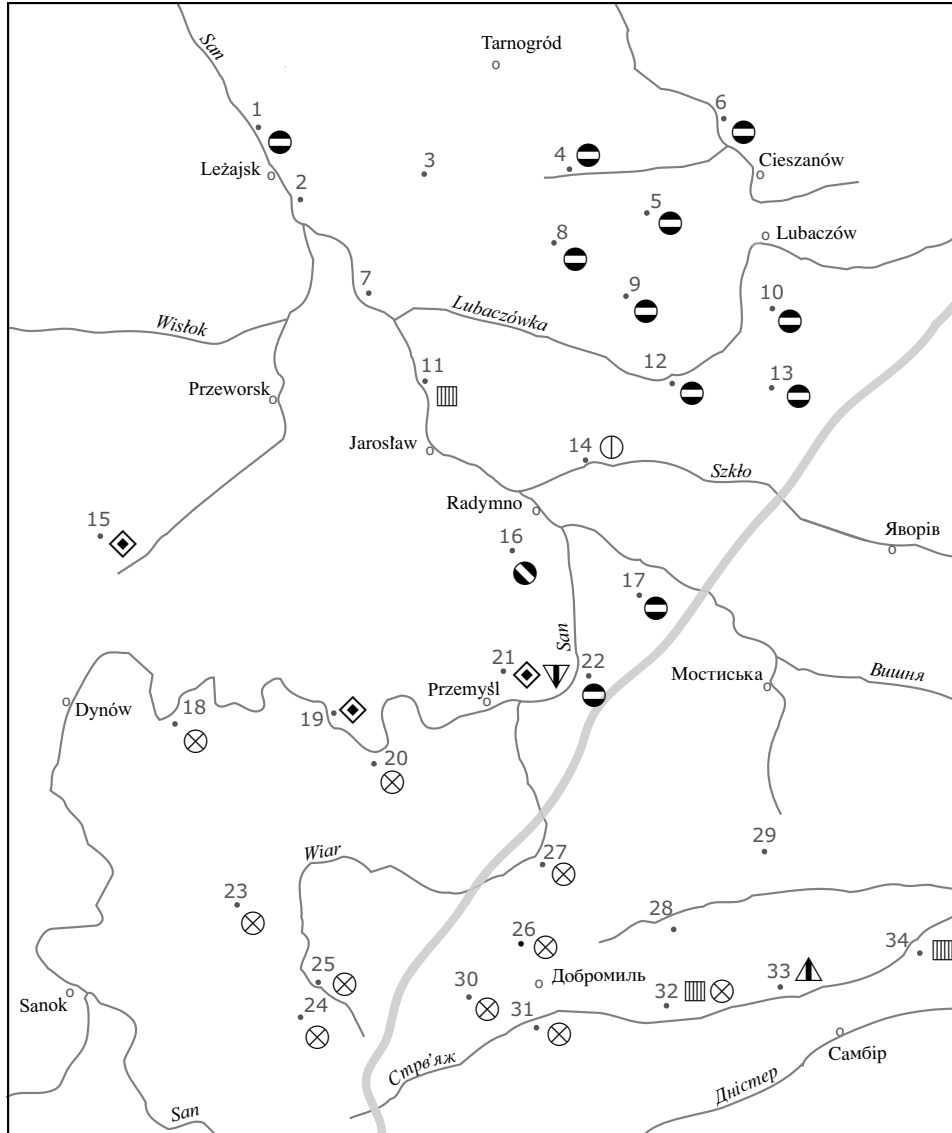 San
Tarnogród
1
6
Leżajsk
3
4
Cieszanów
2
5
8
Lubaczów
7
9
10
Wisłok
Lubaczówka
11
12
13
Przeworsk
Jarosław
14
Szkło
Radymno
15
16
Яворів
17
San
21
22
Мостиська
Вишня
Przemyśl
Dynów
18
19
20
Wiar
27
29
23
28
26
34
25
Добромиль
33
Sanok
24
30
31
32
Стрв’яж
Самбір
Дністер
San